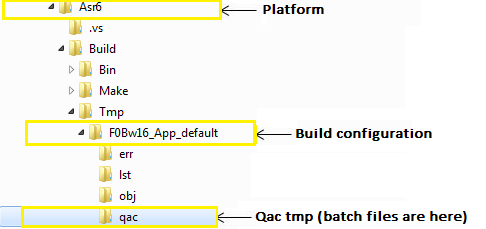 Asr6 Platform
.vs
Build
Bin
Make
Tmp
F0Bw16_App_default Build configuration
err
lst
obj
qac Qac tmp (batch files are here)